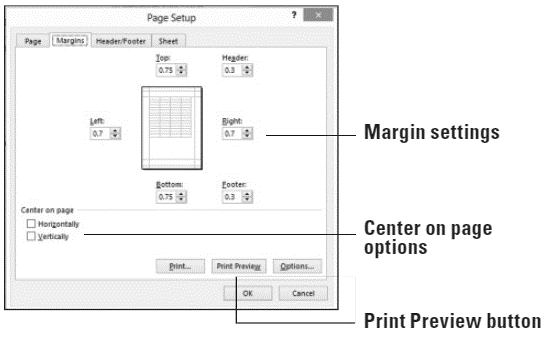 Page Setup ? ×
Page Margins Header/Footer Sheet
Top: Header:
0.75 0.3
Left: Right:
0.7 0.7 Margin settings
Bottom: Footer:
0.75 0.3
Center on page
Horizontally
Vertically
Center on page
options
Print... Print Preview Options...
OK Cancel
Print Preview button